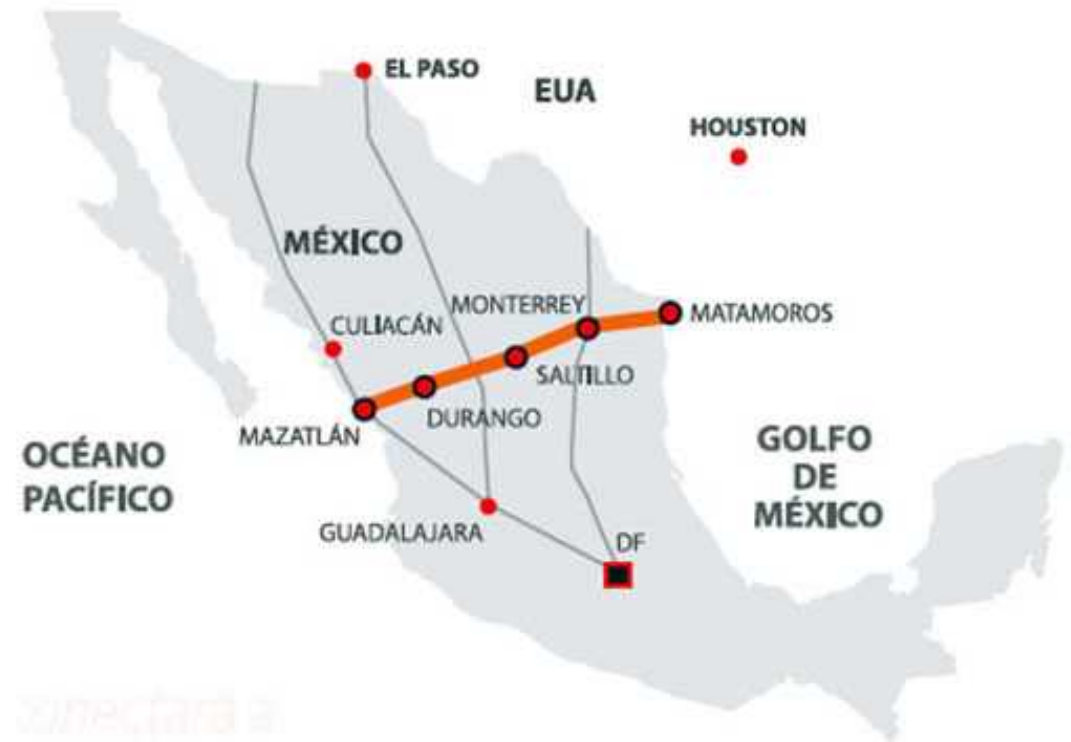 EL PASO
EUA
HOUSTON
MÉXICO
MONTERREY
MATAMOROS
CULIACÁN
SALTILLO
DURANGO
MAZATLÁN
OCÉANO
PACÍFICO
GOLFO
DE
MÉXICO
GUADALAJARA
DF